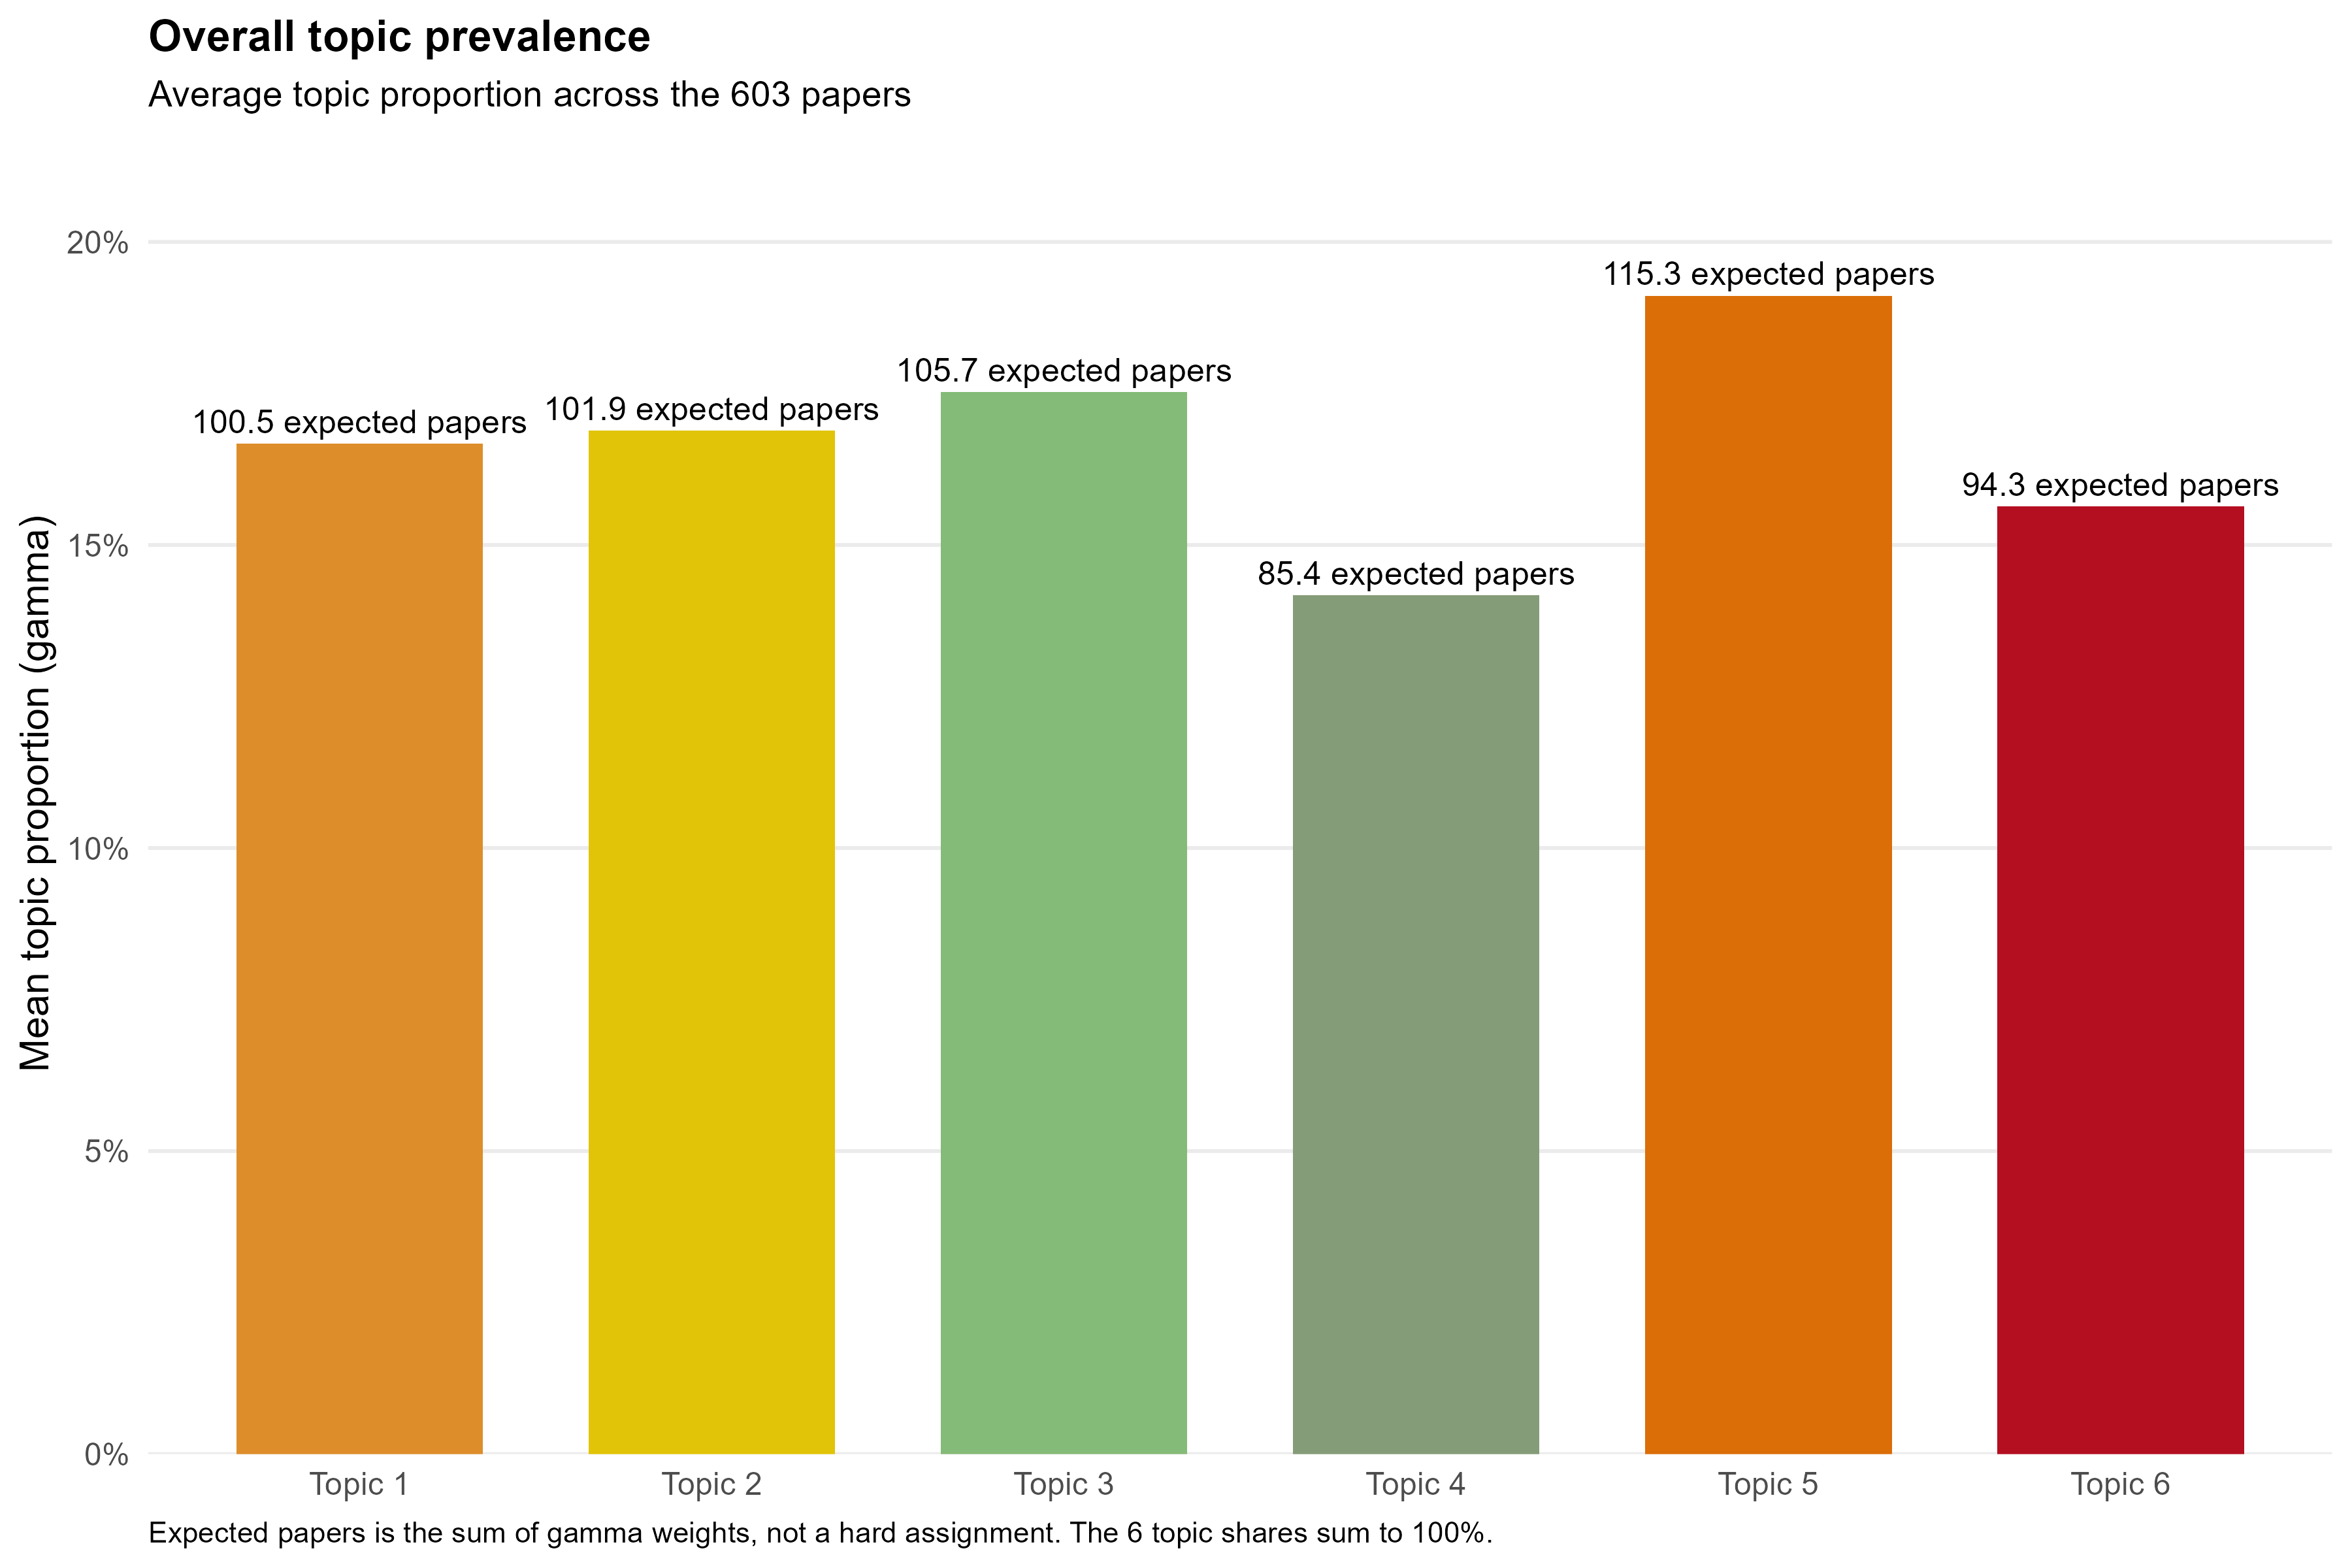 Overall topic prevalence
Average topic proportion across the 603 papers
Mean topic proportion (gamma)
20%
15%
10%
5%
0%
100.5 expected papers
101.9 expected papers
105.7 expected papers
85.4 expected papers
115.3 expected papers
94.3 expected papers
Topic 1
Topic 2
Topic 3
Topic 4
Topic 5
Topic 6
Expected papers is the sum of gamma weights, not a hard assignment. The 6 topic shares sum to 100%.